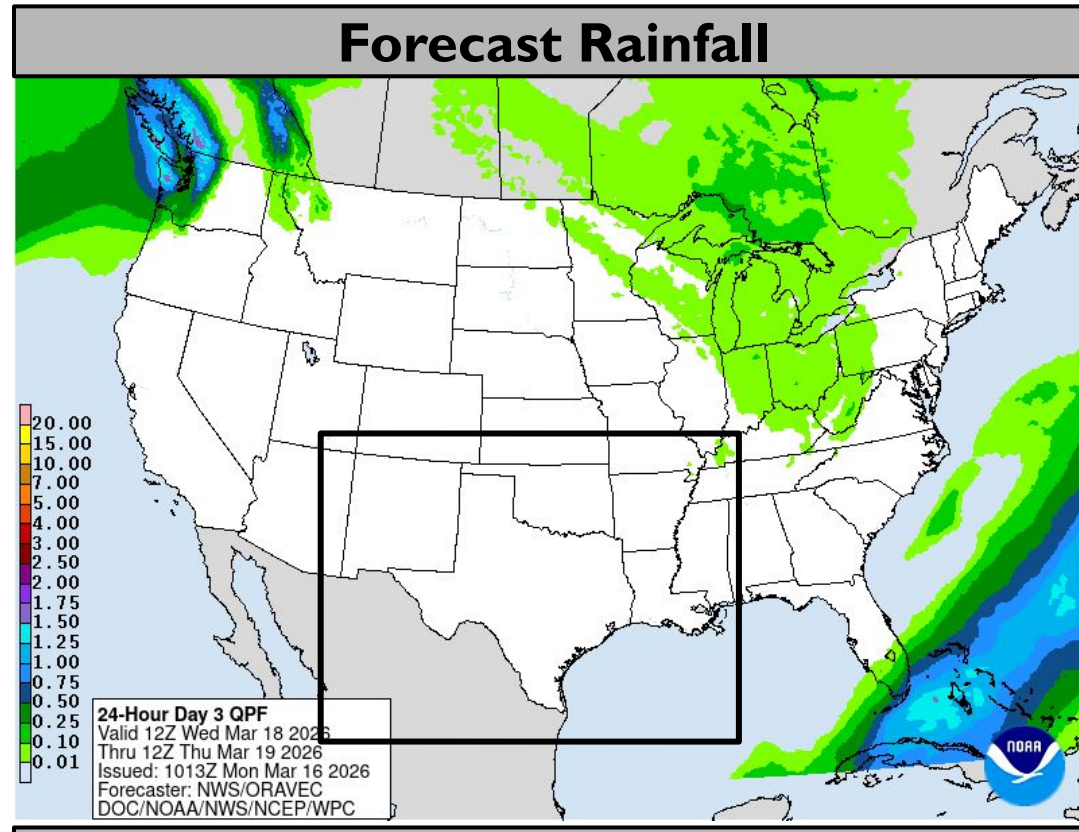 Forecast Rainfall
20.00
15.00
10.00
7.00
5.00
4.00
3.00
2.50
2.00
1.75
1.50
1.25
1.00
0.75
0.50
0.25
0.10
0.01
24-Hour Day 3 QPF
Valid 12Z Wed Mar 18 2026
Thru 12Z Thu Mar 19 2026
Issued: 1013Z Mon Mar 16 2026
Forecaster: NWS/ORAVEC
DOC/NOAA/NWS/NCEP/WPC
NOAA